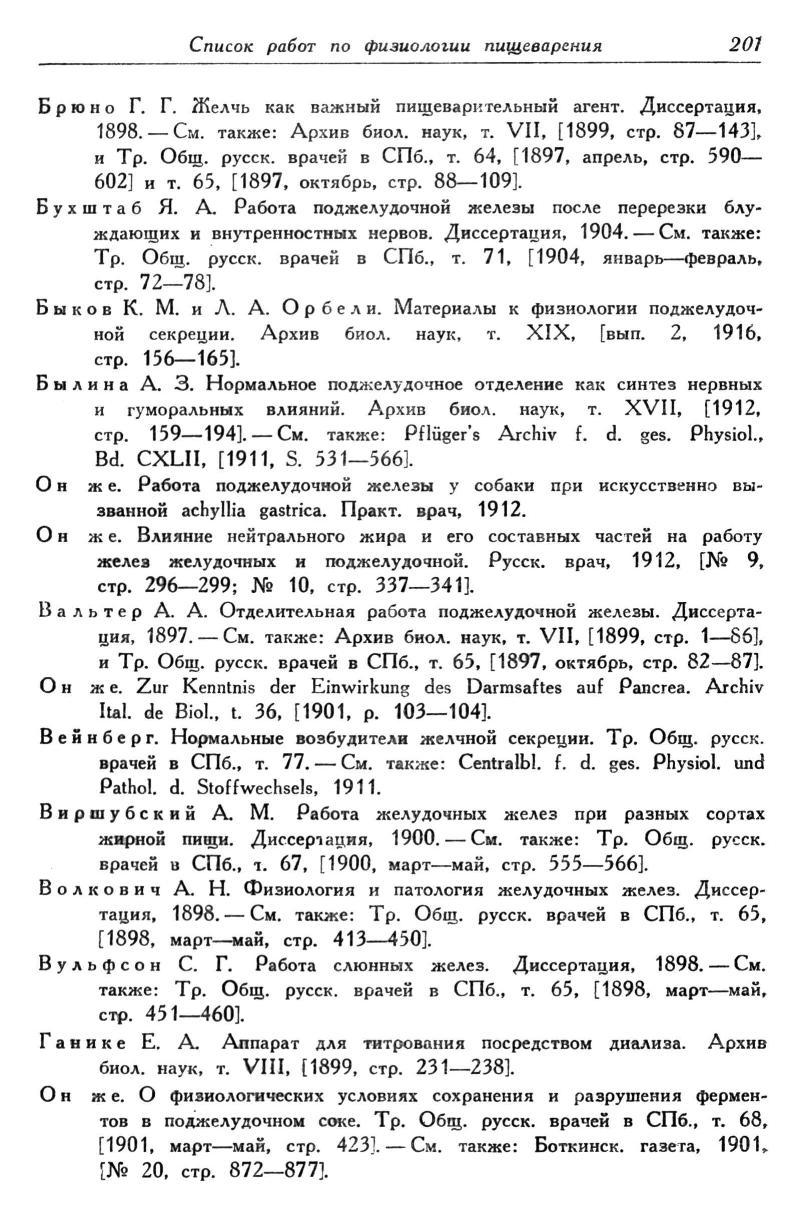 Список работ по физиологии пищеварения 201
Брюно Г. Г. Желчь как важный пищеварительный агент. Диссертация,
1898. — См. также: Архив биол. наук, т. VII, [1899, стр. 87—143],
и Тр. Общ. русск. врачей в СПб., т. 64, [1897, апрель, стр. 590—
602] и т. 65, [1897, октябрь, стр. 88—109].
Бухштаб Я. А. Работа поджелудочной железы после перерезки блу-
ждающих и внутренностных нервов. Диссертация, 1904. — См. также:
Тр. Общ. русск. врачей в СПб., т. 71, [1904, январь—февраль,
стр. 72—78].
Быков К. М. и Л. А. Орбели. Материалы к физиологии поджелудоч-
ной секреции. Архив биол. наук, т. XIX, [вып. 2, 1916,
стр. 156—165].
Былина А. З. Нормальное поджелудочное отделение как синтез нервных
и гуморальных влияний. Архив биол. наук, т. XVII, [1912,
стр. 159—194]. — См. также: Pflüger's Archiv f. d. ges. Physiol.,
Bd. CXLII, [1911, S. 531—566].
Он же. Работа поджелудочной железы у собаки при искусственно вы-
званной achyllia gastrica. Практ. врач, 1912.
Он же. Влияние нейтрального жира и его составных частей на работу
желез желудочных и поджелудочной. Русск. врач, 1912, [№ 9,
стр. 296—299; № 10, стр. 337—341].
Вальтер А. А. Отделительная работа поджелудочной железы. Диссерта-
ция, 1897. — См. также: Архив биол. наук, т. VII, [1899, стр. 1—86],
и Тр. Общ. русск. врачей в СПб., т. 65, [1897, октябрь, стр. 82—87].
Он же. Zur Kenntnis der Einwirkung des Darmsaftes auf Pancrea. Archiv
Ital. de Biol., t. 36, [1901, p. 103—104].
Вейнберг. Нормальные возбудители желчной секреции. Тр. Общ. русск.
врачей в СПб., т. 77. — См. также: Centralbl. f. d. ges. Physiol. und
Pathol. d. Stoffwechsels, 1911.
Виршубский А. М. Работа желудочных желез при разных сортах
жирной пищи. Диссертация, 1900. — См. также: Тр. Общ. русск.
врачей в СПб., т. 67, [1900, март—май, стр. 555—566].
Волкович А. Н. Физиология и патология желудочных желез. Диссер-
тация, 1898. — См. также: Тр. Общ. русск. врачей в СПб., т. 65,
[1898, март—май, стр. 413—450].
Вульфсон С. Г. Работа слюнных желез. Диссертация, 1898. — См.
также: Тр. Общ. русск. врачей в СПб., т. 65, [1898, март—май,
стр. 451—460].
Ганике Е. А. Аппарат для титрования посредством диализа. Архив
биол. наук, т. VIII, [1899, стр. 231—238].
Он же. О физиологических условиях сохранения и разрушения фермен-
тов в поджелудочном соке. Тр. Общ. русск. врачей в СПб., т. 68,
[1901, март—май, стр. 423]. — См. также: Боткинск. газета, 1901,
[№ 20, стр. 872—877].